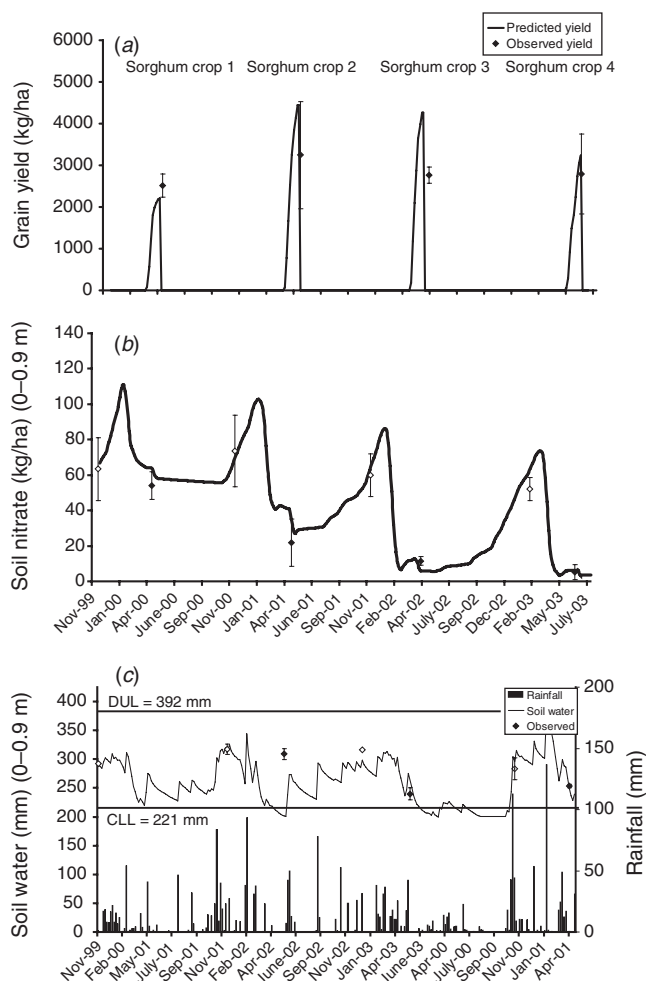 (a)
Predicted yield
Observed yield
6000
5000
4000
3000
2000
1000
0
Grain yield (kg/ha)
Sorghum crop 1
Sorghum crop 2
Sorghum crop 3
Sorghum crop 4
(b)
140
120
100
80
60
40
20
0
Soil nitrate (kg/ha) (0–0.9 m)
Nov-99
Jan-00
Apr-00
June-00
Sep-00
Nov-00
Jan-01
Apr-01
June-01
Sep-01
Nov-01
Feb-02
Apr-02
July-02
Sep-02
Dec-02
Feb-03
May-03
July-03
(c)
400
350
300
250
200
150
100
50
0
Soil water (mm) (0–0.9 m)
DUL = 392 mm
CLL = 221 mm
Rainfall
Soil water
Observed
200
150
100
50
0
Rainfall (mm)
Nov-99
Feb-00
May-01
July-01
Sep-01
Nov-01
Feb-02
Apr-02
June-02
Sep-02
Nov-02
Jan-03
Apr-03
June-03
Apr-00
July-00
Sep-00
Nov-00
Jan-01
Apr-01